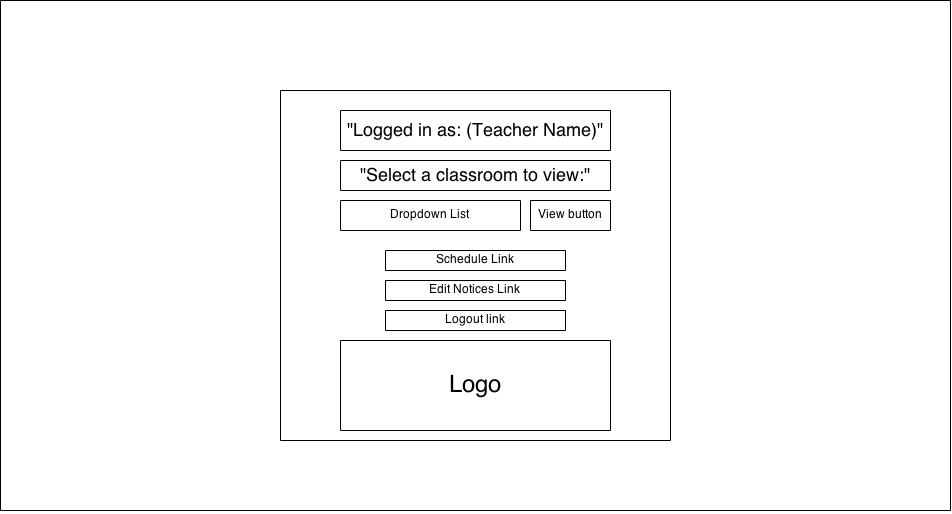 "Logged in as: (Teacher Name)"
"Select a classroom to view:"
Dropdown List
View button
Schedule Link
Edit Notices Link
Logout link
Logo